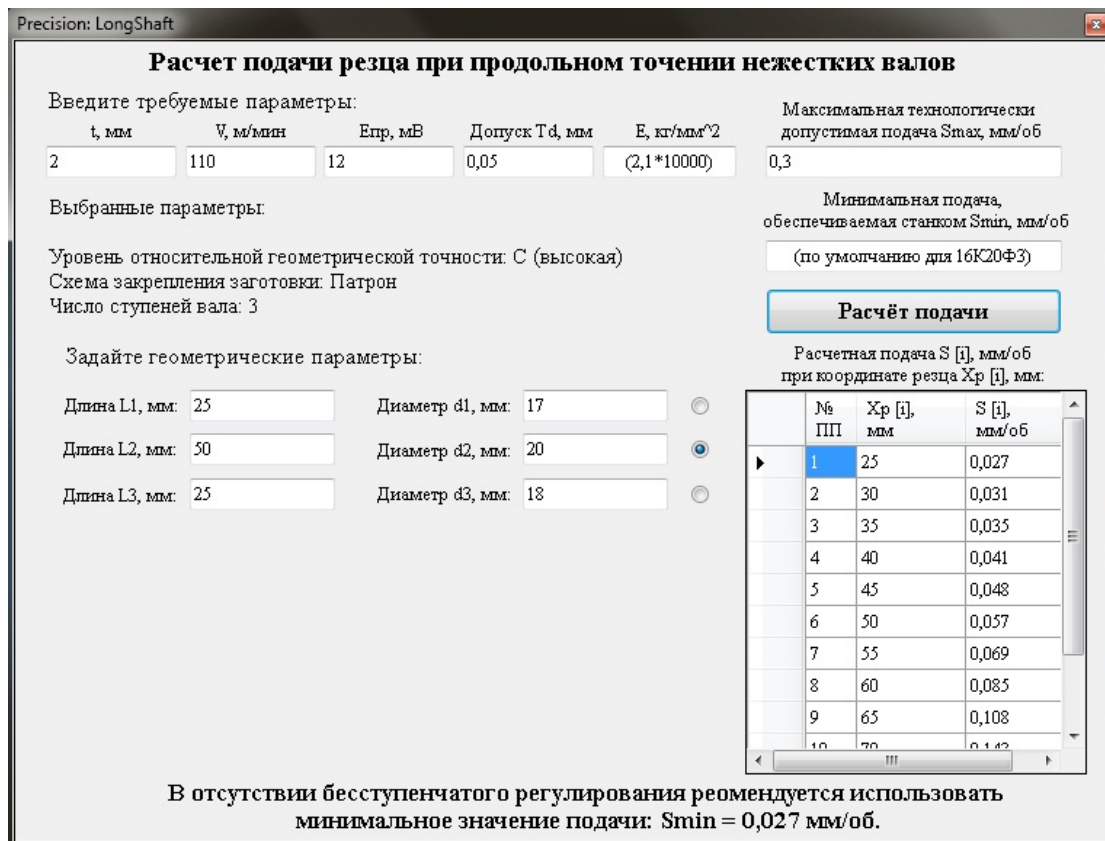 Precision: LongShaft
Расчет подачи резца при продольном точении нежестких валов
Введите требуемые параметры:
t, мм V, м/мин Eпр, мВ Допуск Td, мм E, кг/мм^2
2 110 12 0,05 (2,1*10000)
Максимальная технологически
допустимая подача Smax, мм/об
0,3
Выбранные параметры:
Минимальная подача,
обеспечиваемая станком Smin, мм/об
(по умолчанию для 16К20Ф3)
Уровень относительной геометрической точности: С (высокая)
Схема закрепления заготовки: Патрон
Число ступеней вала: 3
Расчёт подачи
Задайте геометрические параметры:
Длина L1, мм: 25 Диаметр d1, мм: 17
Длина L2, мм: 50 Диаметр d2, мм: 20
Длина L3, мм: 25 Диаметр d3, мм: 18
Расчетная подача S [i], мм/об
при координате резца Xp [i], мм:
№ Xp [i], S [i],
ПП мм мм/об
1 25 0,027
2 30 0,031
3 35 0,035
4 40 0,041
5 45 0,048
6 50 0,057
7 55 0,069
8 60 0,085
9 65 0,108
10 70
В отсутствии бесступенчатого регулирования реомендуется использовать
минимальное значение подачи: Smin = 0,027 мм/об.